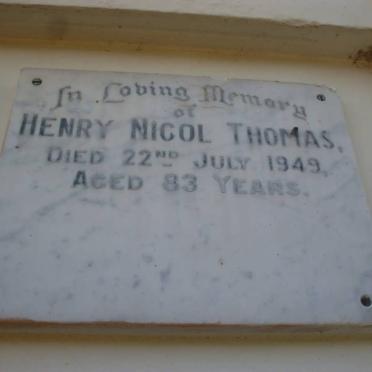 In Loving Memory
of
HENRY NICOL THOMAS,
DIED 22ND JULY 1949,
AGED 83 YEARS.